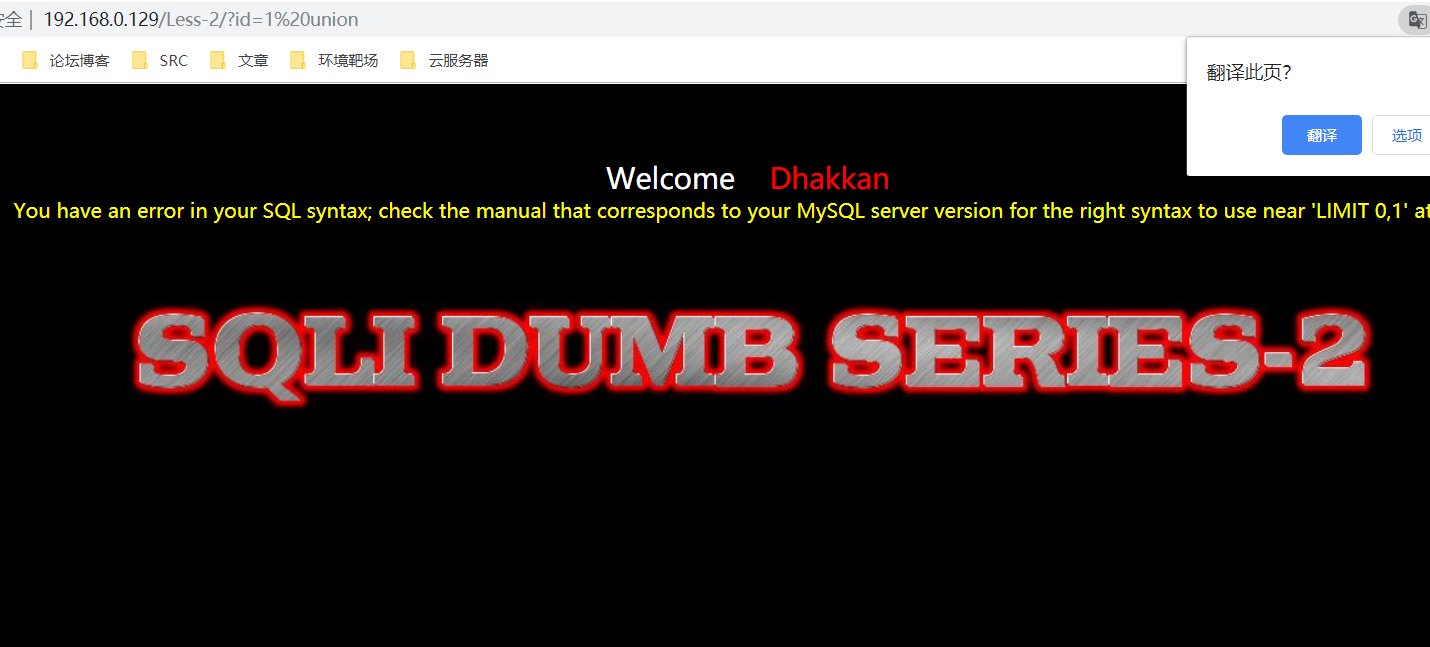 安全 | 192.168.0.129/Less-2/?id=1%20union
论坛博客 SRC 文章 环境靶场 云服务器
翻译此页?
翻译 选项
Welcome Dhakkan
You have an error in your SQL syntax; check the manual that corresponds to your MySQL server version for the right syntax to use near 'LIMIT 0,1' at
SQLI DUMB SERIES-2